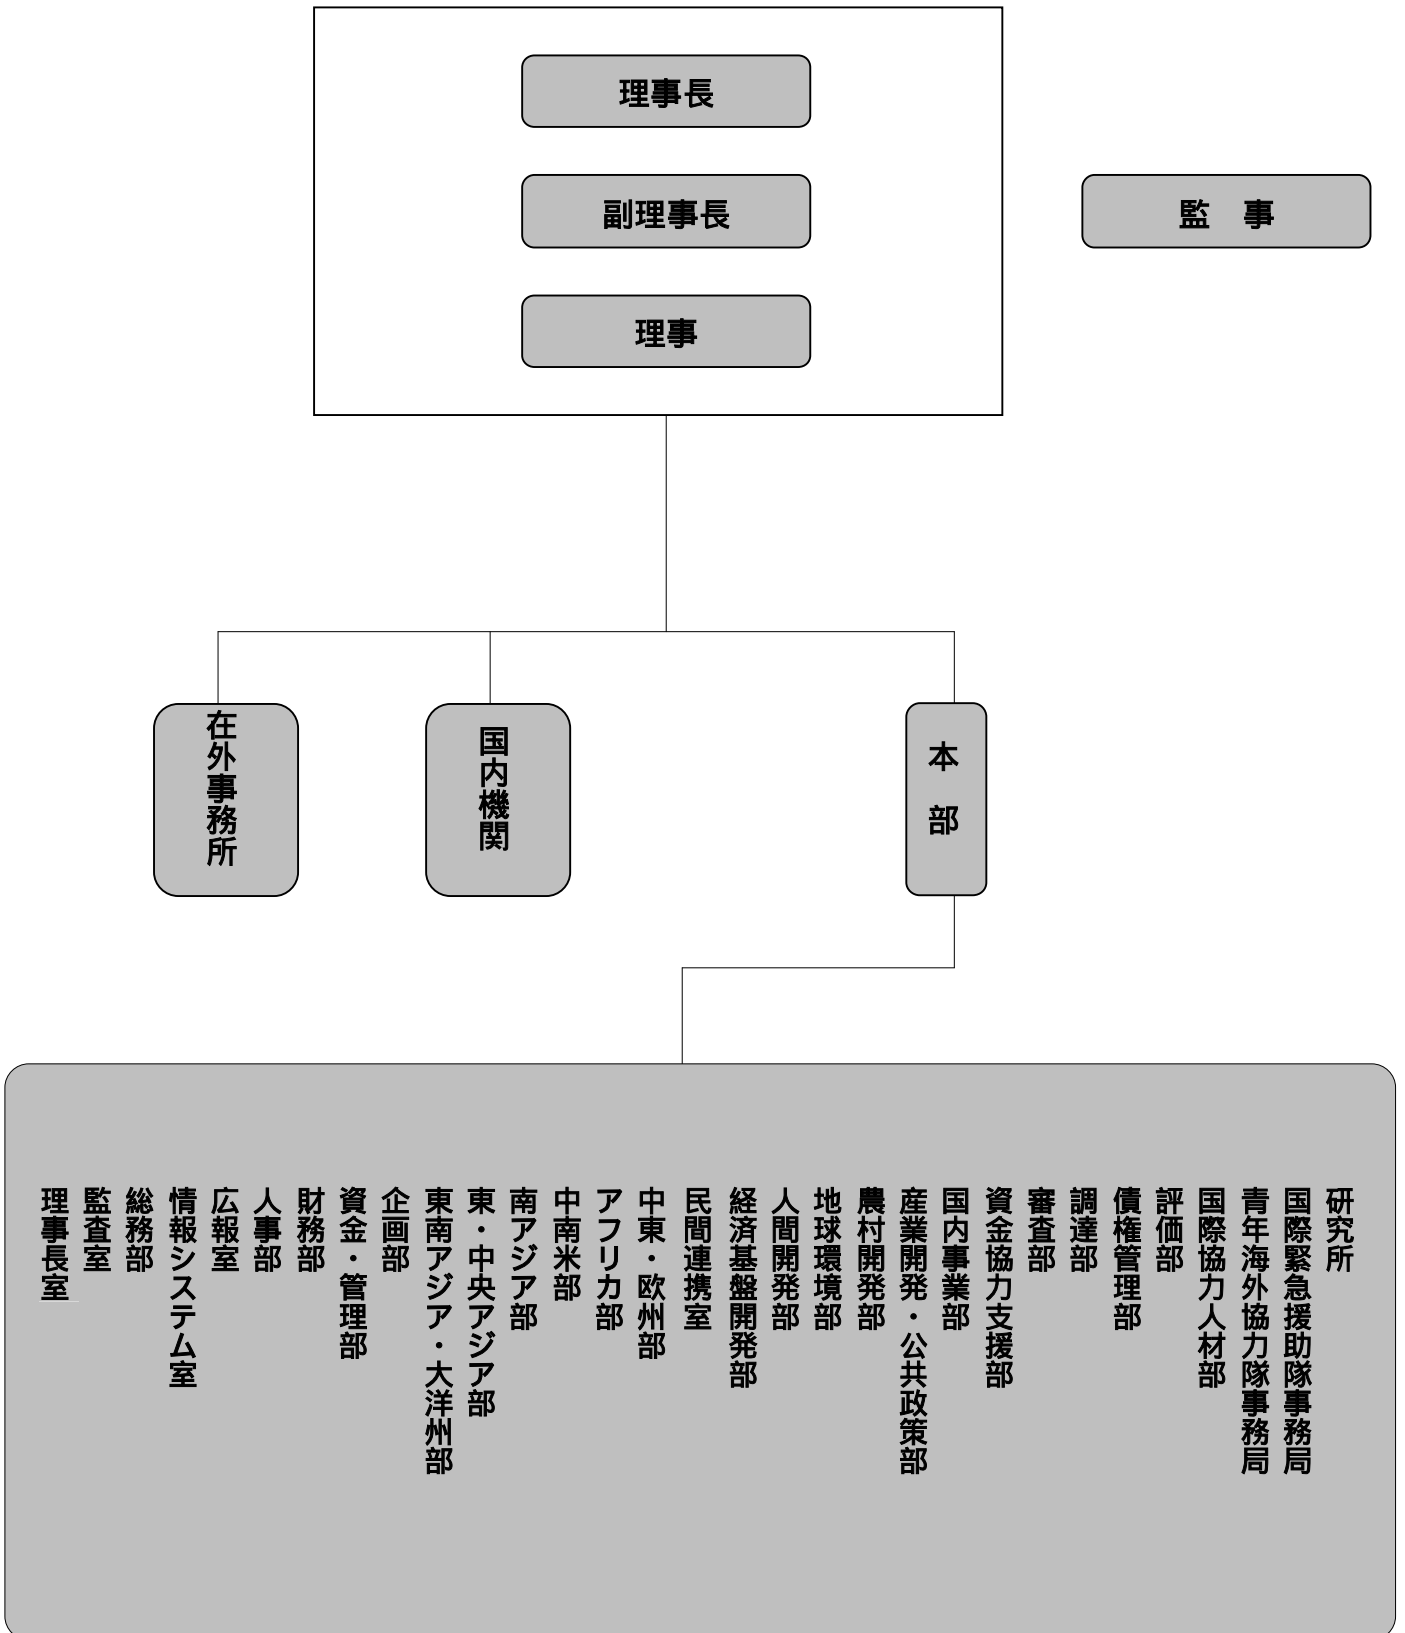 理事長
副理事長
監　事
理事
在外事務所
国内機関
本　部
理事長室
監査室
総務部
情報システム室
広報室
人事部
財務部
資金・管理部
企画部
東南アジア・大洋州部
東・中央アジア部
南アジア部
中南米部
アフリカ部
中東・欧州部
民間連携室
経済基盤開発部
人間開発部
地球環境部
農村開発部
産業開発・公共政策部
国内事業部
資金協力支援部
審査部
調達部
債権管理部
評価部
国際協力人材部
青年海外協力隊事務局
国際緊急援助隊事務局
研究所